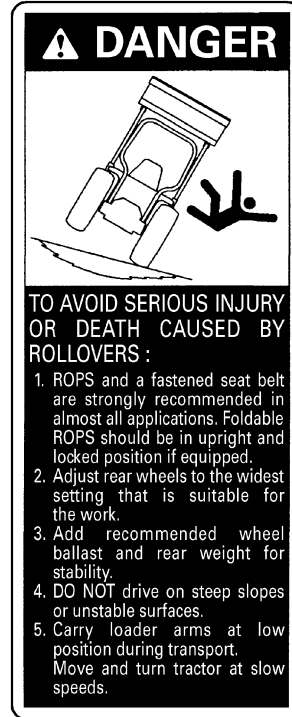 DANGER
TO AVOID SERIOUS INJURY
OR DEATH CAUSED BY
ROLLOVERS :
1. ROPS and a fastened seat belt
are strongly recommended in
almost all applications. Foldable
ROPS should be in upright and
locked position if equipped.
2. Adjust rear wheels to the widest
setting that is suitable for
the work.
3. Add recommended wheel
ballast and rear weight for
stability.
4. DO NOT drive on steep slopes
or unstable surfaces.
5. Carry loader arms at low
position during transport.
Move and turn tractor at slow
speeds.